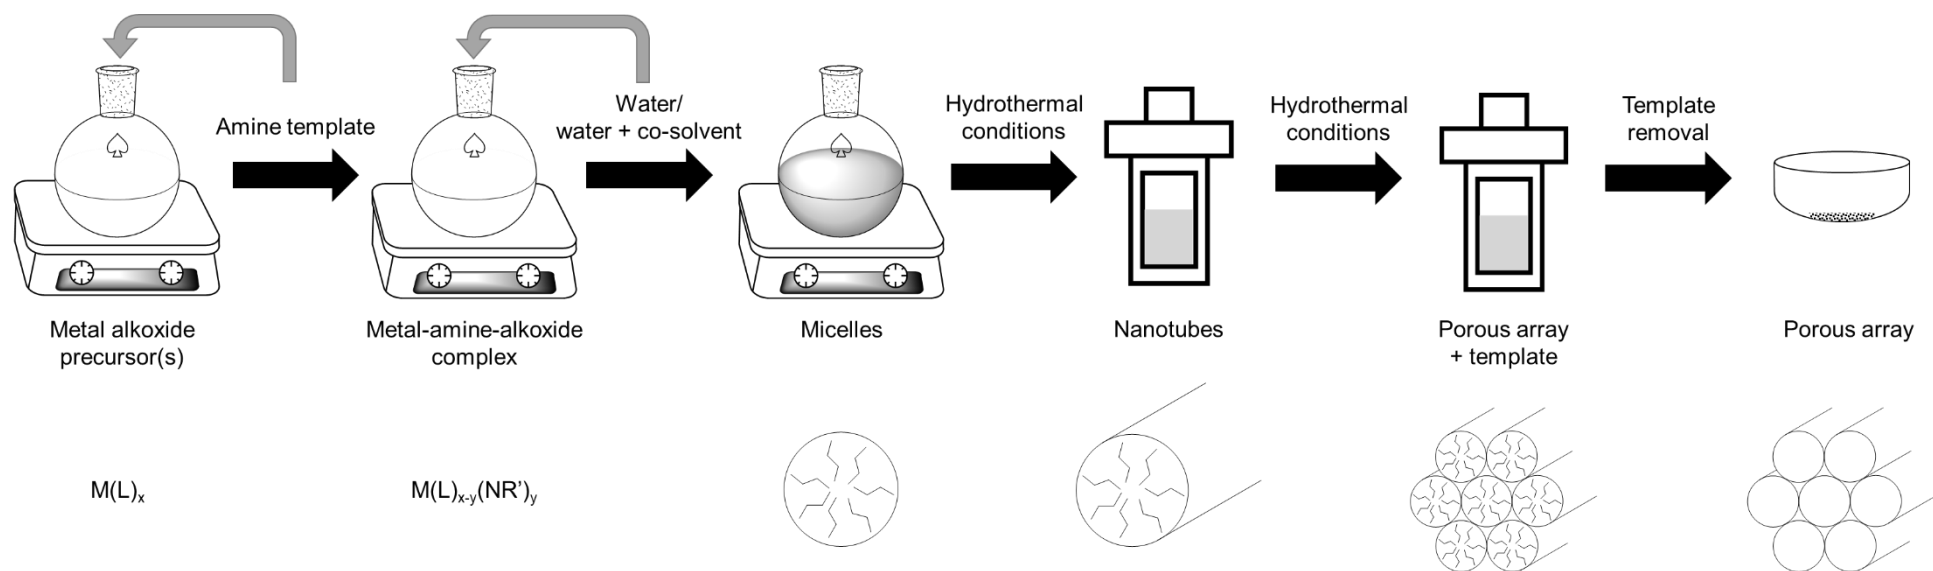 Amine template
Water/
water + co-solvent
Hydrothermal
conditions
Hydrothermal
conditions
Template
removal
Metal alkoxide
precursor(s)
Metal-amine-alkoxide
complex
Micelles
Nanotubes
Porous array
+ template
Porous array
M(L)x
M(L)x-y(NR’)y